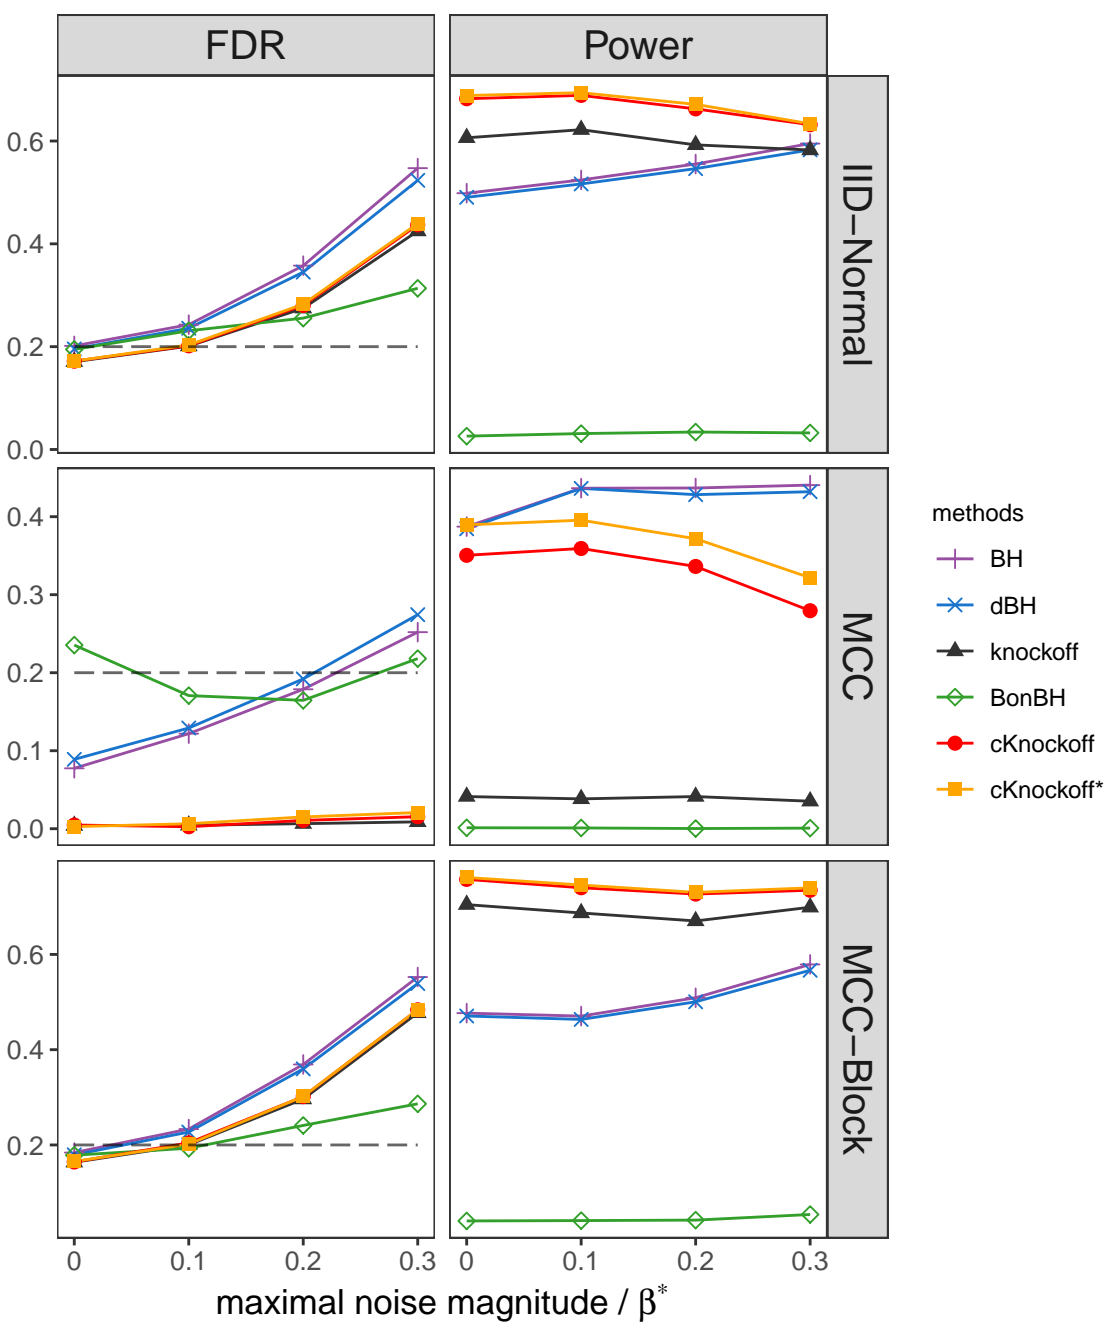 FDR
Power
0.6
0.4
0.2
0.0
IID−Normal
0.4
0.3
0.2
0.1
0.0
MCC
0.6
0.4
0.2
MCC−Block
0
0.1
0.2
0.3
0
0.1
0.2
0.3
maximal noise magnitude / β*
methods
BH
dBH
knockoff
BonBH
cKnockoff
cKnockoff*